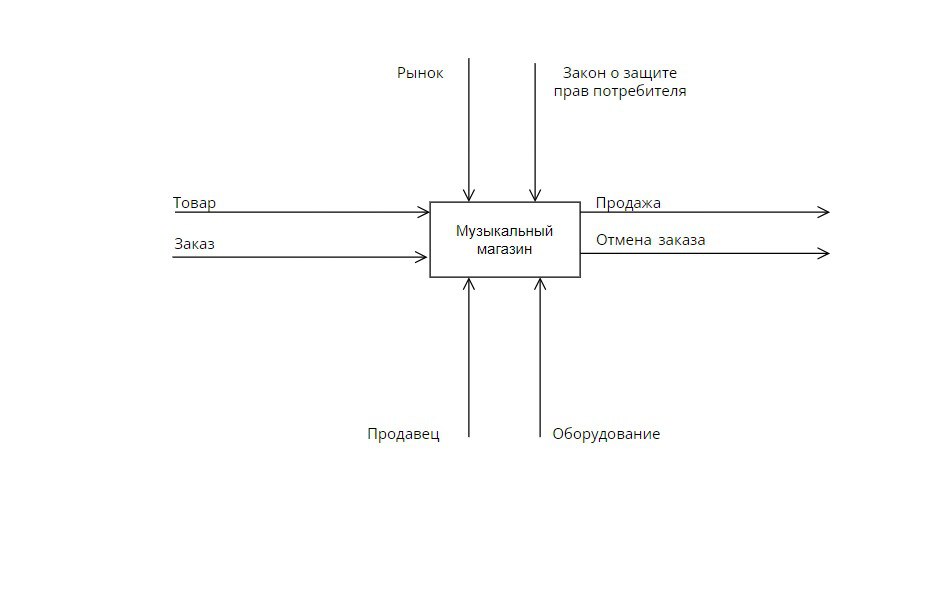 Рынок
Закон о защите
прав потребителя
Товар
Продажа
Заказ
Музыкальный
магазин
Отмена заказа
Продавец
Оборудование